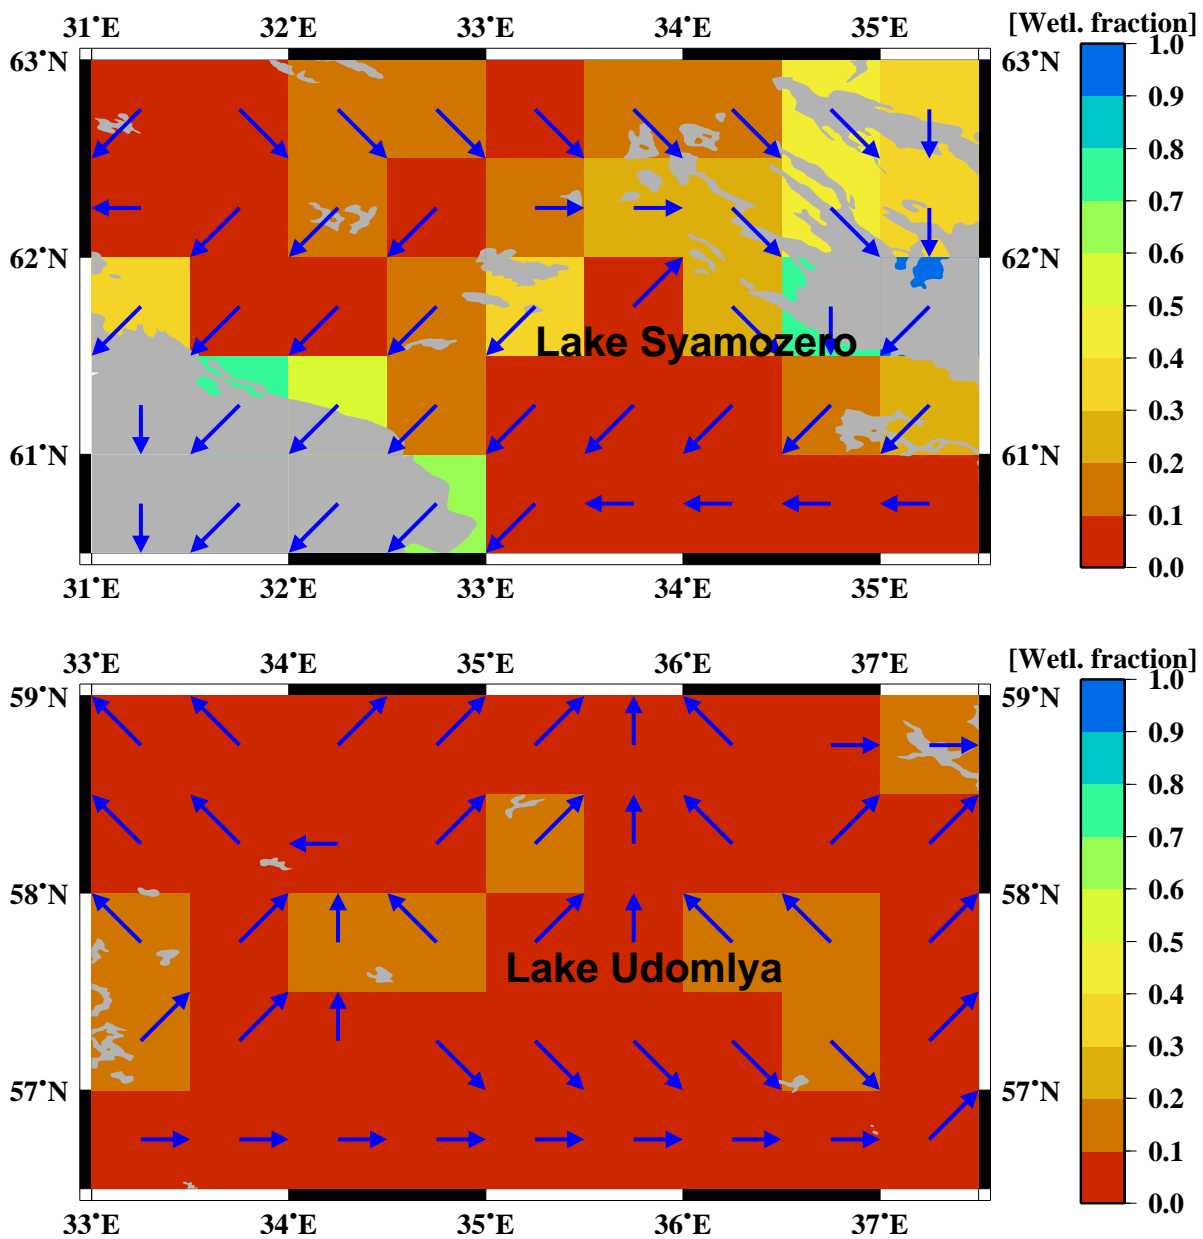 31°E 32°E 33°E 34°E 35°E [Wetl. fraction]
63°N 63°N 1.0
0.9
0.8
0.7
62°N 62°N 0.6
0.5
Lake Syamozero
0.4
0.3
61°N 61°N 0.2
0.1
0.0
31°E 32°E 33°E 34°E 35°E
33°E 34°E 35°E 36°E 37°E [Wetl. fraction]
59°N 59°N 1.0
0.9
0.8
0.7
58°N 58°N 0.6
0.5
Lake Udomlya
0.4
0.3
57°N 57°N 0.2
0.1
0.0
33°E 34°E 35°E 36°E 37°E